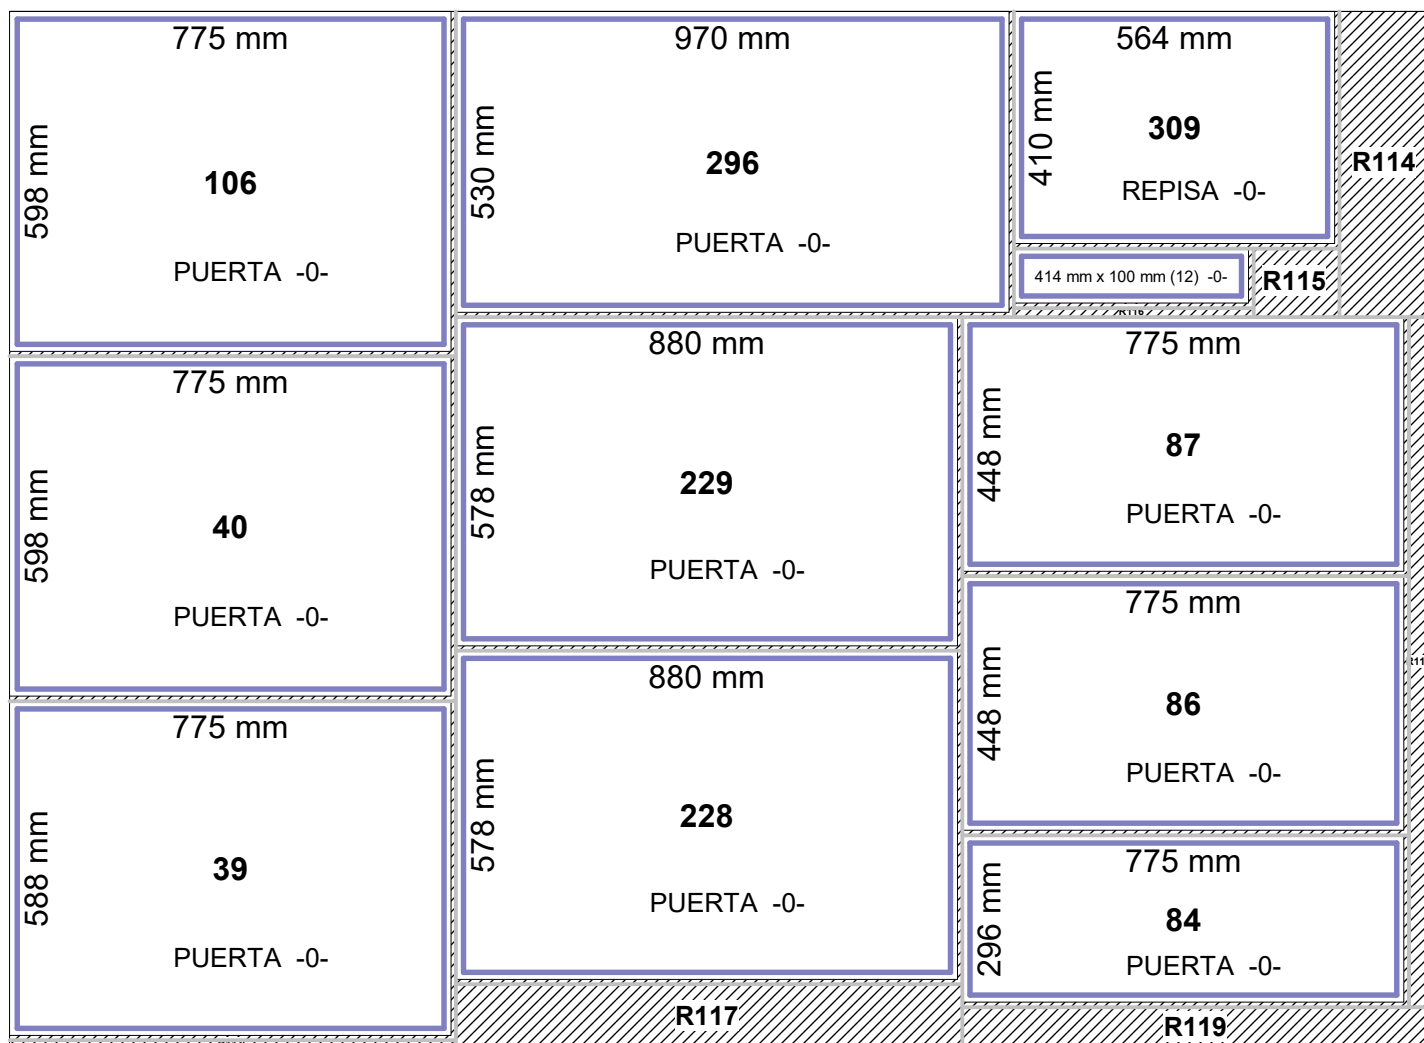 775 mm
598 mm
106
PUERTA -0-
970 mm
530 mm
296
PUERTA -0-
564 mm
410 mm
309
REPISA -0-
R114
414 mm x 100 mm (12) -0-
R115
R116
775 mm
598 mm
40
PUERTA -0-
880 mm
578 mm
229
PUERTA -0-
775 mm
448 mm
87
PUERTA -0-
775 mm
448 mm
86
PUERTA -0-
775 mm
588 mm
39
PUERTA -0-
880 mm
578 mm
228
PUERTA -0-
775 mm
296 mm
84
PUERTA -0-
R117
R119